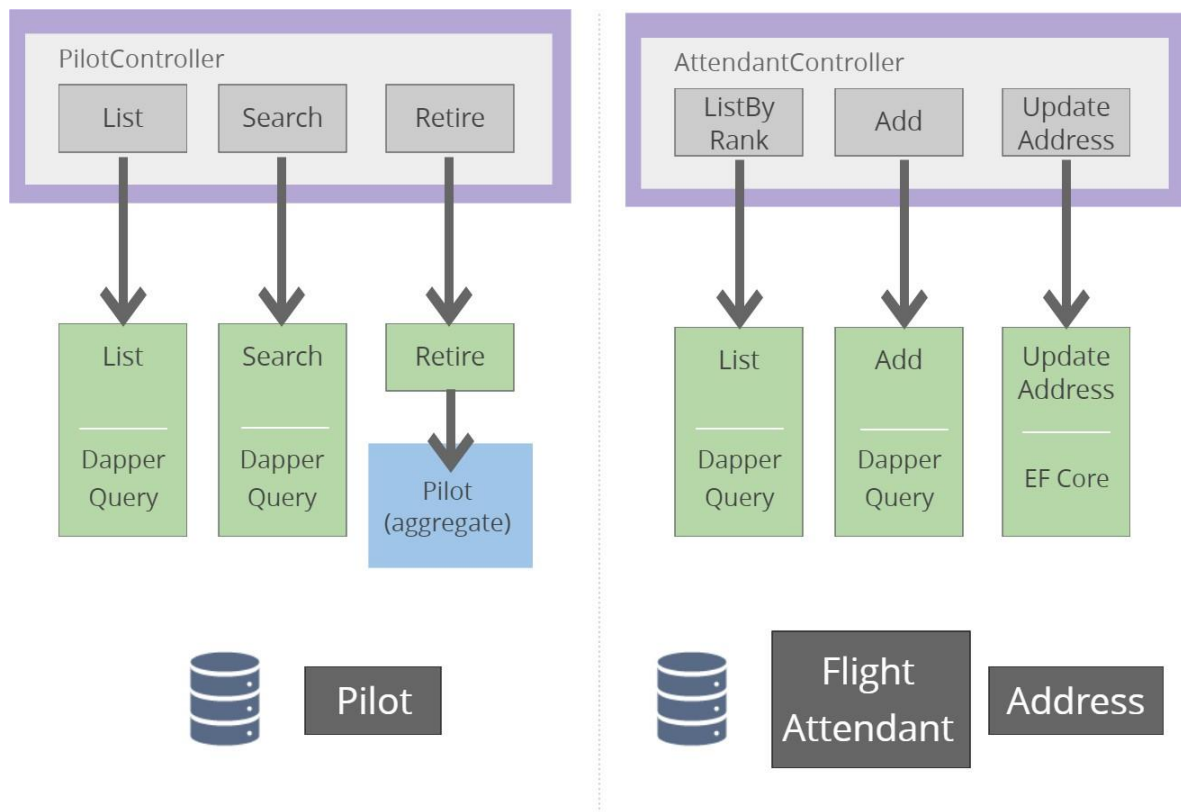 PilotController
List
Search
Retire
List
Dapper
Query
Search
Dapper
Query
Retire
Pilot
(aggregate)
Pilot
AttendantController
ListBy
Rank
Add
Update
Address
List
Dapper
Query
Add
Dapper
Query
Update
Address
EF Core
Flight
Attendant
Address